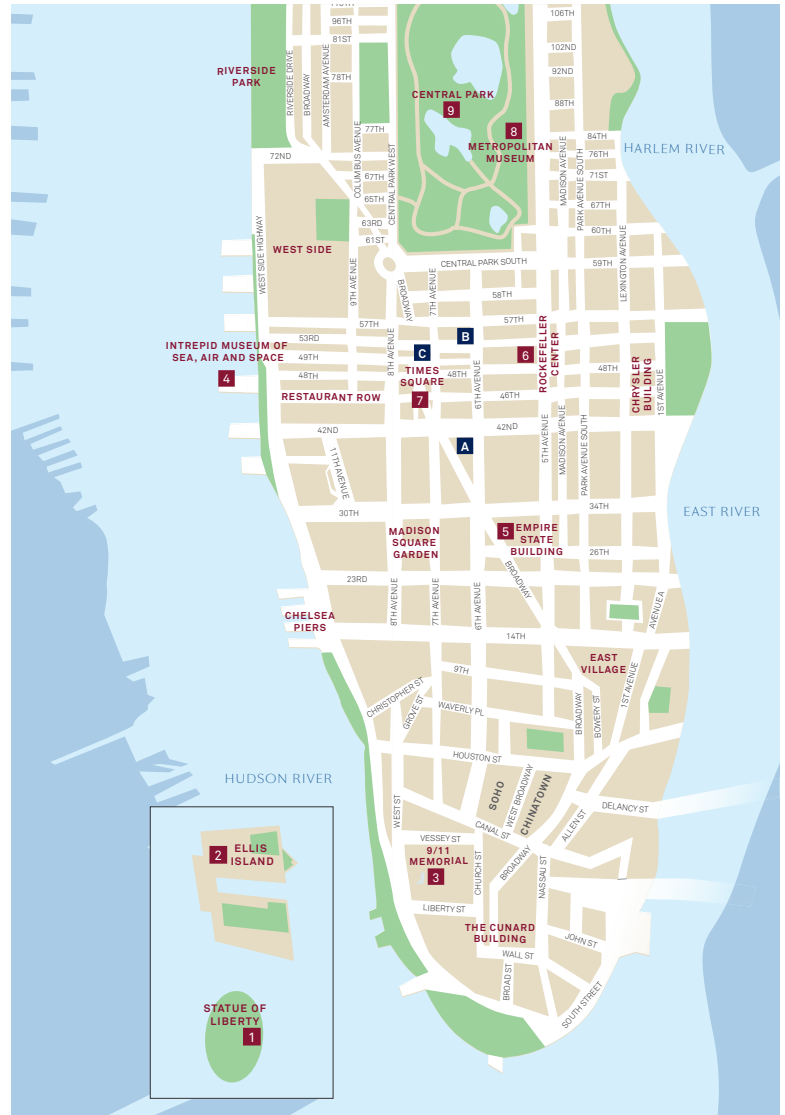 106TH
96TH
81ST
102ND
RIVERSIDE
PARK
RIVERSIDE DRIVE
BROADWAY
AMSTERDAM AVENUE
78TH
92ND
CENTRAL PARK
9
88TH
8
METROPOLITAN
MUSEUM
77TH
COLUMBUS AVENUE
CENTRAL PARK WEST
MADISON AVENUE
PARK AVENUE SOUTH
84TH
76TH
HARLEM RIVER
72ND
67TH
65TH
71ST
67TH
63RD
61ST
60TH
WEST SIDE HIGHWAY
WEST SIDE
9TH AVENUE
BROADWAY
7TH AVENUE
CENTRAL PARK SOUTH
59TH
LEXINGTON AVENUE
58TH
57TH
57TH
53RD
8TH AVENUE
B
C
INTREPID MUSEUM OF
SEA, AIR AND SPACE
4
49TH
48TH
TIMES
SQUARE
7
48TH
6TH AVENUE
6
ROCKEFELLER
CENTER
48TH
CHRYSLER
BUILDING
1ST AVENUE
RESTAURANT ROW
46TH
42ND
42ND
A
5TH AVENUE
MADISON AVENUE
PARK AVENUE SOUTH
11TH AVENUE
30TH
34TH
EAST RIVER
MADISON
SQUARE
GARDEN
5
EMPIRE
STATE
BUILDING
26TH
23RD
8TH AVENUE
7TH AVENUE
6TH AVENUE
BROADWAY
AVENUE A
CHELSEA
PIERS
14TH
EAST
VILLAGE
9TH
1ST AVENUE
CHRISTOPHER ST
GROVE ST
WAVERLY PL
BROADWAY
BOWERY ST
HOUSTON ST
HUDSON RIVER
SOHO
WEST BROADWAY
CHINATOWN
WEST ST
DELANCY ST
ALLEN ST
CANAL ST
VESSEY ST
9/11
MEMORIAL
3
CHURCH ST
BROADWAY
NASSAU ST
LIBERTY ST
THE CUNARD
BUILDING
JOHN ST
WALL ST
BROAD ST
SOUTH STREET
2
ELLIS
ISLAND
STATUE OF
LIBERTY
1